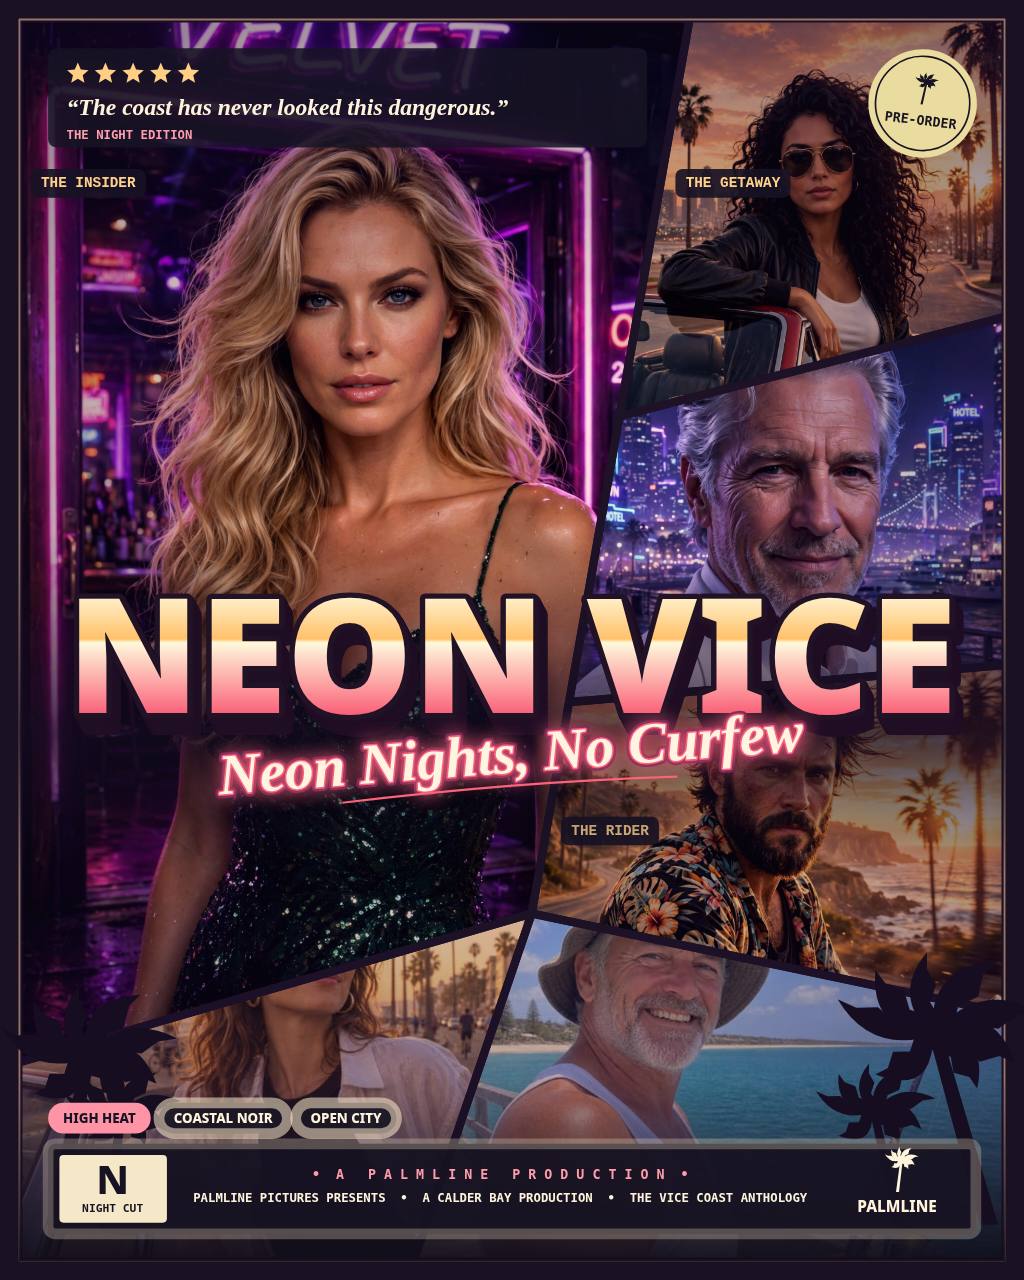 VELVET
★★★★★
“The coast has never looked this dangerous.”
THE NIGHT EDITION
PRE-ORDER
THE INSIDER
THE GETAWAY
HOTEL
HOTEL
NEON VICE
Neon Nights, No Curfew
THE RIDER
HIGH HEAT
COASTAL NOIR
OPEN CITY
N
NIGHT CUT
• A PALMLINE PRODUCTION •
PALMLINE PICTURES PRESENTS • A CALDER BAY PRODUCTION • THE VICE COAST ANTHOLOGY
PALMLINE